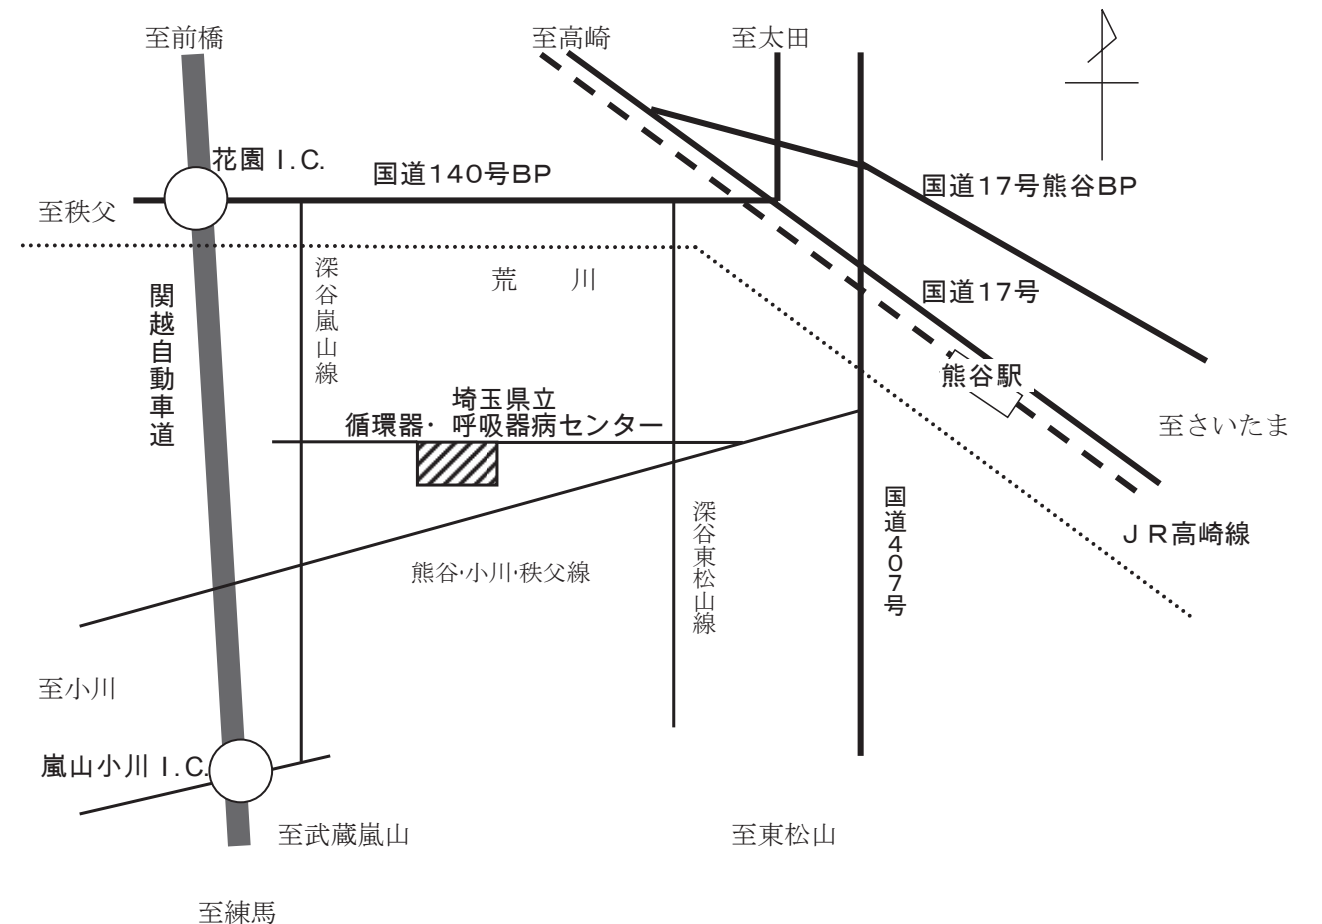 至前橋
至高崎
至太田
花園 I.C.
国道140号BP
国道17号熊谷BP
至秩父
深谷嵐山線
荒　川
関越自動車道
国道17号
熊谷駅
埼玉県立
循環器・呼吸器病センター
至さいたま
国道407号
深谷東松山線
JR高崎線
熊谷・小川・秩父線
至小川
嵐山小川 I.C.
至武蔵嵐山
至東松山
至練馬